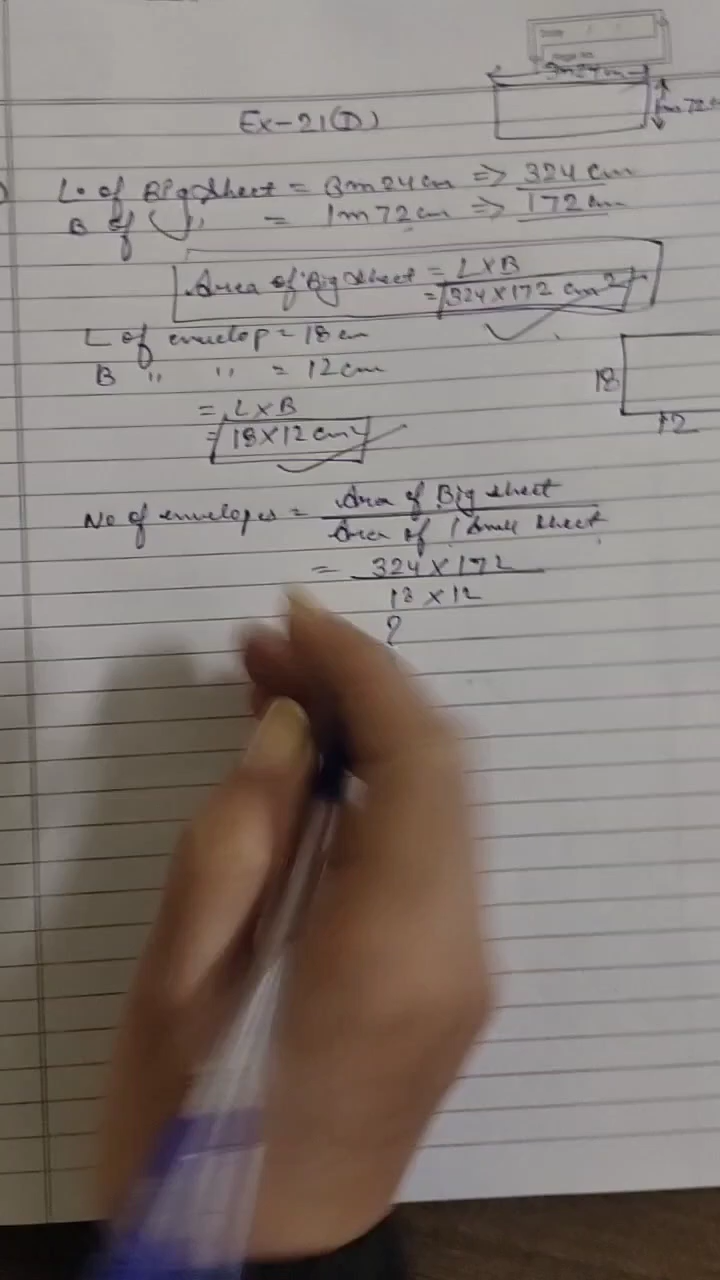 Ex-21(D)
L. of Big sheet = 3m 24 cm => 324 cm
B of " = 1m 72 cm => 172 cm
Area of Big sheet = L×B
= 324×172 cm²
L of envelop = 18 cm
B " " = 12 cm
18
12
= L×B
= 18×12 cm²
No of envelopes = Area of Big sheet
Area of 1 small sheet
= 324×172
18×12
?